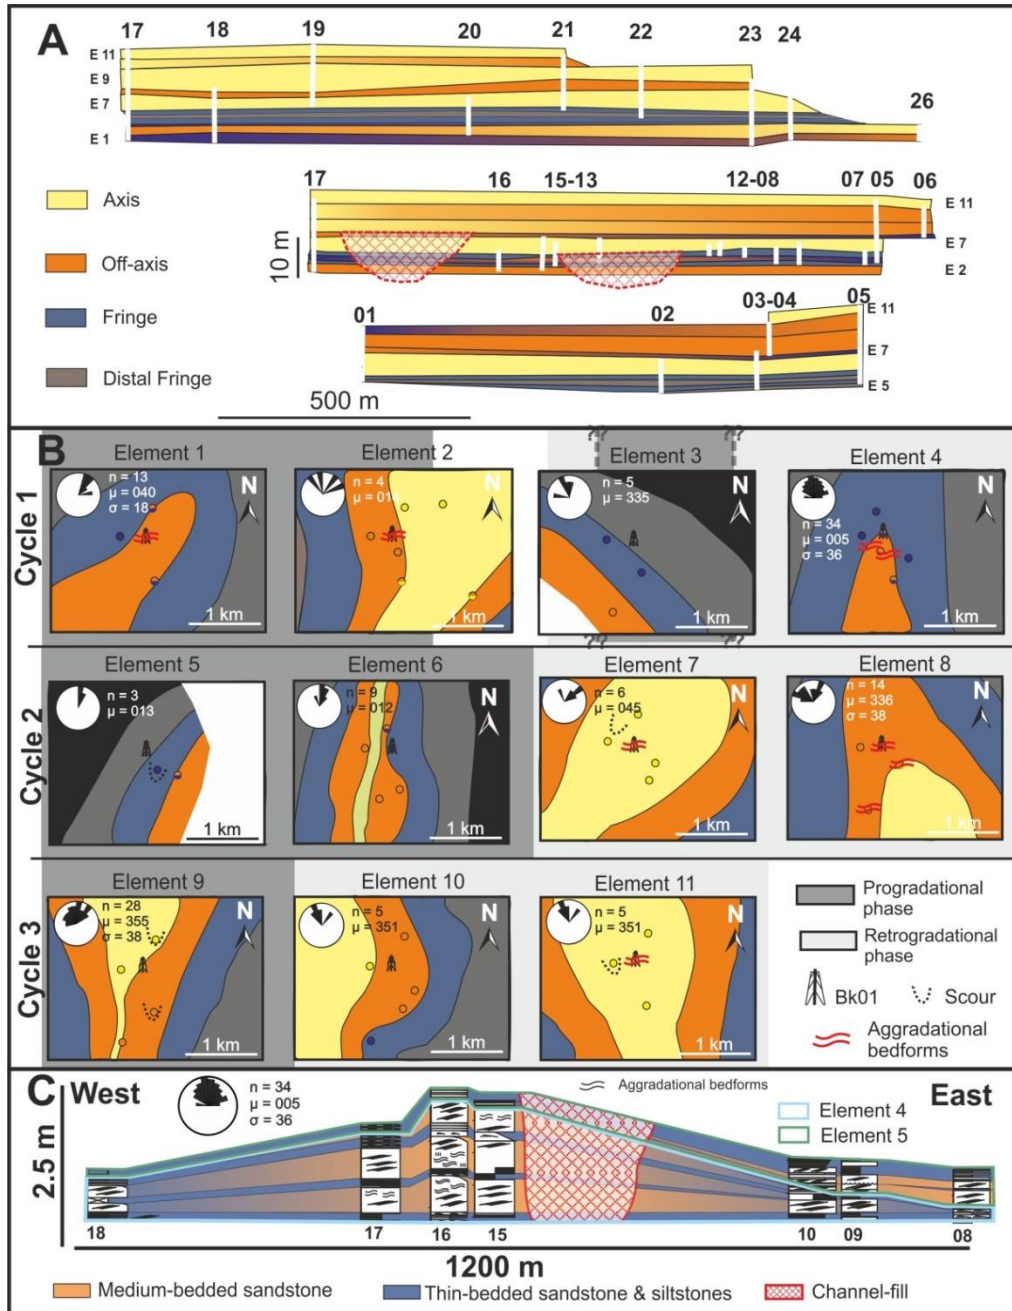 A
17 18 19 20 21 22 23 24 26
E 11
E 9
E 7
E 1
Axis
Off-axis
Fringe
Distal Fringe
17 16 15-13 12-08 07 05 06
E 11
E 7
E 2
10 m
01 02 03-04 05
E 11
E 7
E 5
500 m
B
?? ??
Cycle 1
Element 1
n = 13
μ = 040
σ = 18
N
1 km
Element 2
n = 4
μ = 014
N
1 km
Element 3
n = 5
μ = 335
N
1 km
?? ??
Element 4
n = 34
μ = 005
σ = 36
N
1 km
Cycle 2
Element 5
n = 3
μ = 013
N
1 km
Element 6
n = 9
μ = 012
N
1 km
Element 7
n = 6
μ = 045
N
1 km
Element 8
n = 14
μ = 336
σ = 38
N
1 km
Cycle 3
Element 9
n = 28
μ = 355
σ = 38
N
1 km
Element 10
n = 5
μ = 351
N
1 km
Element 11
n = 5
μ = 351
N
1 km
Progradational
phase
Retrogradational
phase
Bk01
Scour
Aggradational
bedforms
C
West
n = 34
μ = 005
σ = 36
Aggradational bedforms
East
Element 4
Element 5
2.5 m
18 17 16 15 10 09 08
1200 m
Medium-bedded sandstone
Thin-bedded sandstone & siltstones
Channel-fill